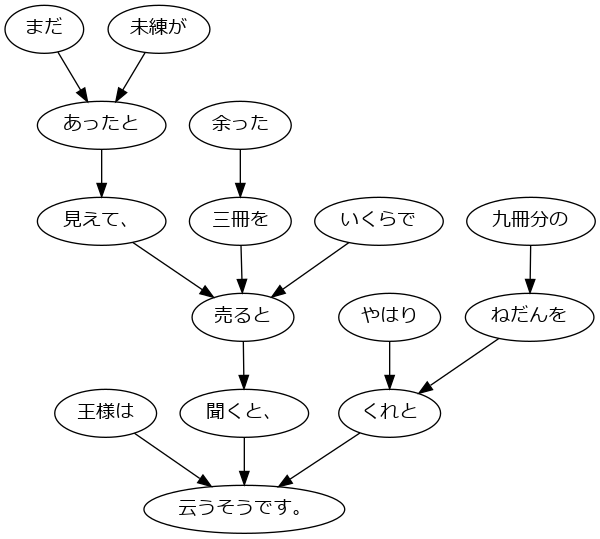 まだ
未練が
あったと
余った
見えて、
三冊を
いくらで
九冊分の
売ると
やはり
ねだんを
王様は
聞くと、
くれと
云うそうです。